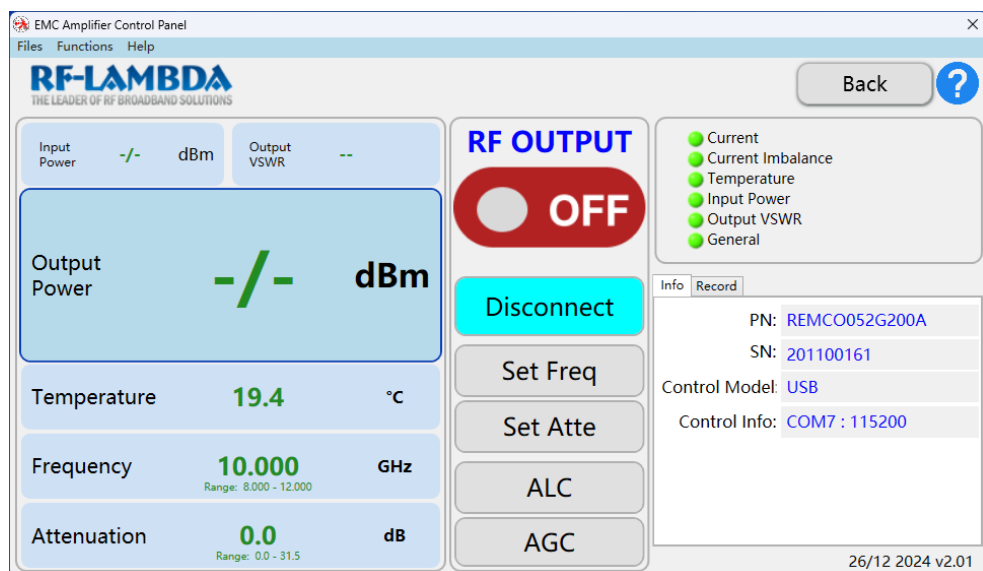 EMC Amplifier Control Panel
Files Functions Help
RF-LAMBDA
THE LEADER OF RF BROADBAND SOLUTIONS
Back
?
Input Power -/- dBm
Output VSWR --
Output Power -/- dBm
Temperature 19.4 °C
Frequency 10.000 GHz
Range: 8.000 - 12.000
Attenuation 0.0 dB
Range: 0.0 - 31.5
RF OUTPUT
OFF
Disconnect
Set Freq
Set Atte
ALC
AGC
Current
Current Imbalance
Temperature
Input Power
Output VSWR
General
Info Record
PN: REMCO052G200A
SN: 201100161
Control Model: USB
Control Info: COM7 : 115200
26/12 2024 v2.01